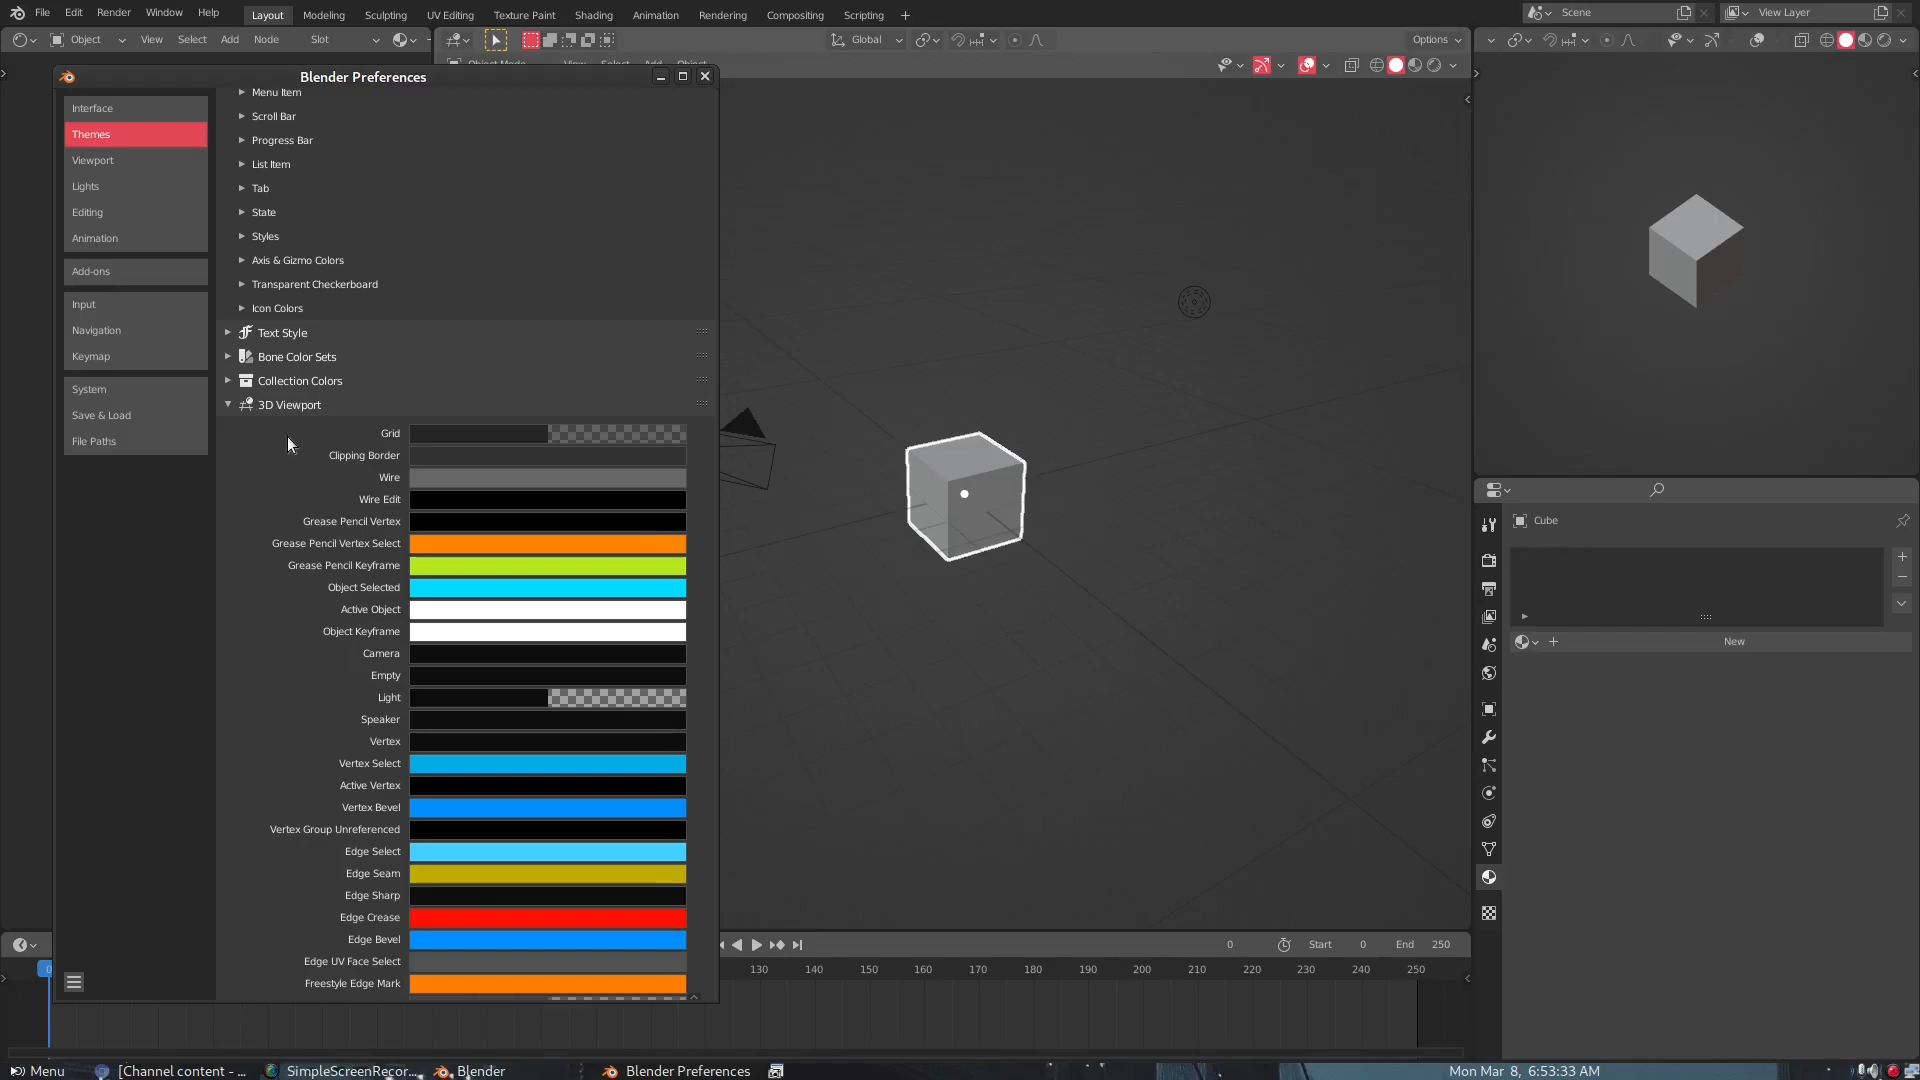 File Edit Render Window Help
Layout Modeling Sculpting UV Editing Texture Paint Shading Animation Rendering Compositing Scripting
Scene
View Layer
Object View Select Add Node Slot
Global
Options
Blender Preferences
Interface
Themes
Viewport
Lights
Editing
Animation
Add-ons
Input
Navigation
Keymap
System
Save & Load
File Paths
Menu Item
Scroll Bar
Progress Bar
List Item
Tab
State
Styles
Axis & Gizmo Colors
Transparent Checkerboard
Icon Colors
Text Style
Bone Color Sets
Collection Colors
3D Viewport
Grid
Clipping Border
Wire
Wire Edit
Grease Pencil Vertex
Grease Pencil Vertex Select
Grease Pencil Keyframe
Object Selected
Active Object
Object Keyframe
Camera
Empty
Light
Speaker
Vertex
Vertex Select
Active Vertex
Vertex Bevel
Vertex Group Unreferenced
Edge Select
Edge Seam
Edge Sharp
Edge Crease
Edge Bevel
Edge UV Face Select
Freestyle Edge Mark
Cube
New
0 Start 0 End 250
130 140 150 160 170 180 190 200 210 220 230 240 250
Menu [Channel content - ... SimpleScreenRecor... Blender Blender Preferences Mon Mar 8, 6:53:33 AM